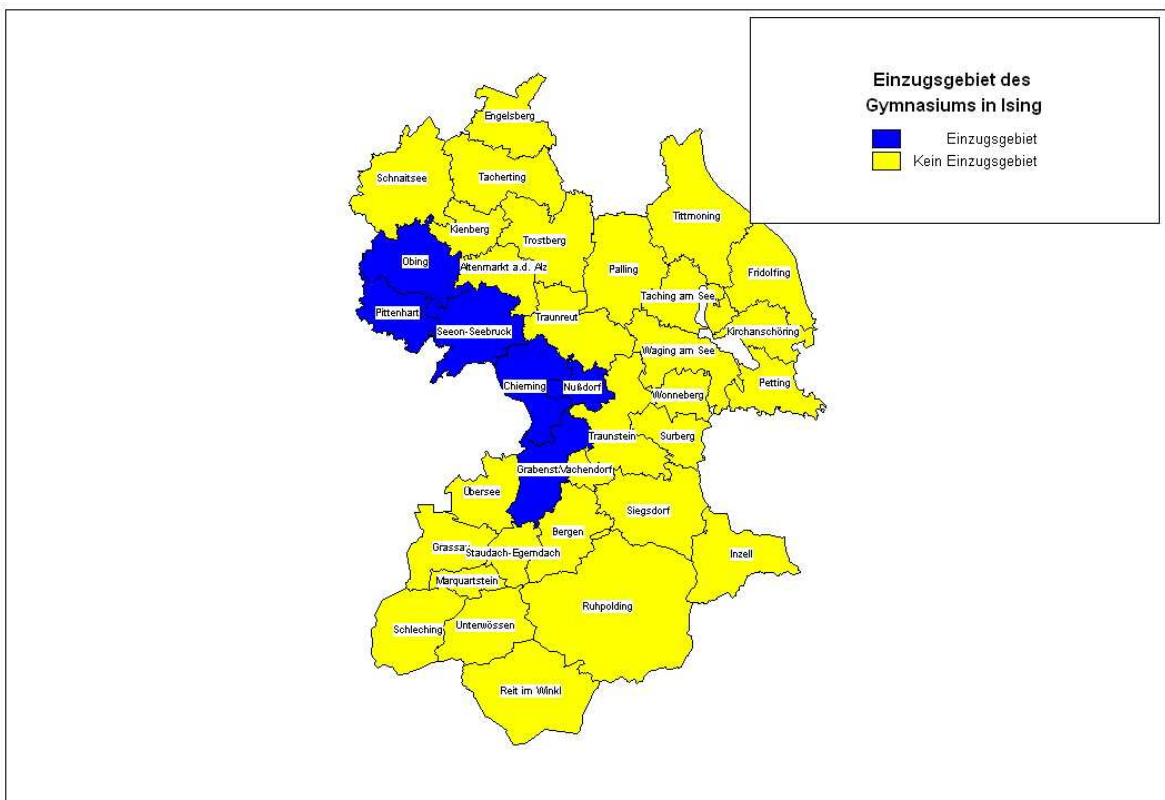 Einzugsgebiet des
Gymnasiums in Ising
Einzugsgebiet
Kein Einzugsgebiet
Engelsberg
Schnaitsee
Tacherting
Tittmoning
Kienberg
Trostberg
Obing
Altenmarkt a.d. Alz
Palling
Fridolfing
Taching am See
Pittenhart
Traunreut
Seeon-Seebruck
Kirchanschöring
Waging am See
Chieming
Nußdorf
Petting
Wonneberg
Traunstein
Surberg
Grabenst
Vachendorf
Übersee
Siegsdorf
Bergen
Grassau
Staudach-Egerndach
Inzell
Marquartstein
Ruhpolding
Schleching
Unterwössen
Reit im Winkl